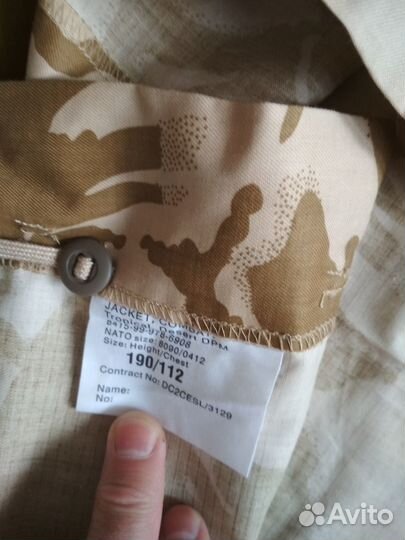 JACKET, COMBAT
Tropical, Desert DPM
8415-99-978-6908
NATO size: 8090/0412
Size: Height/Chest
190/112
Contract No: DC2CESL/3129
Name:
No:
Avito